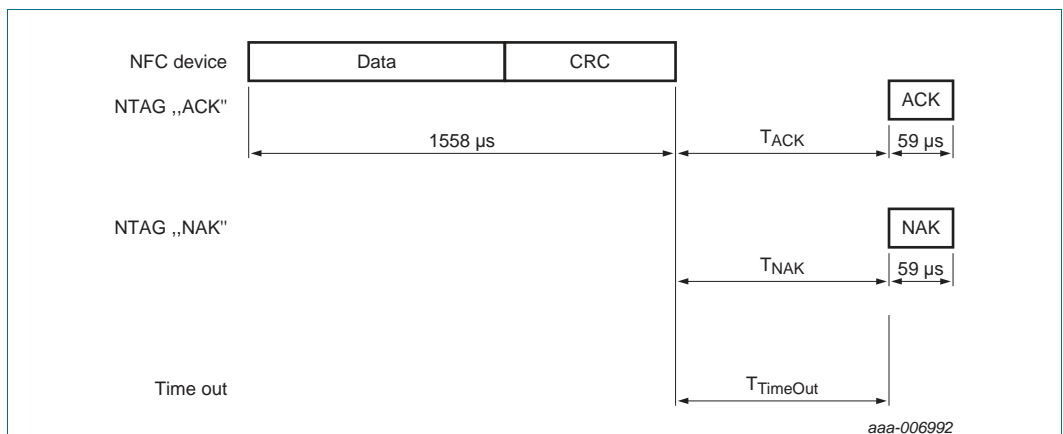 NFC device Data CRC
NTAG ,,ACK" ACK
1558 µs TACK 59 µs
NTAG ,,NAK" NAK
TNAK 59 µs
Time out TTimeOut
aaa-006992